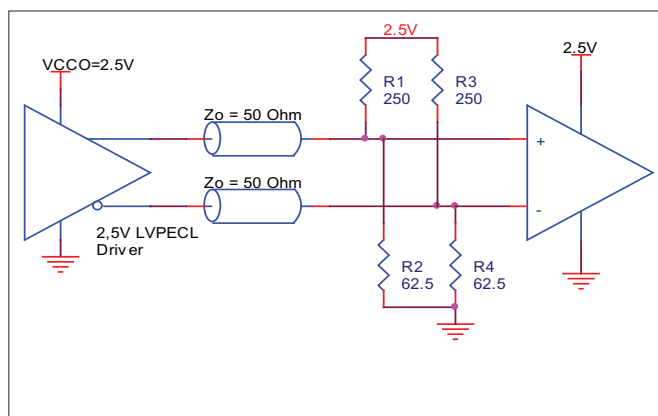 2.5V
VCCO=2.5V
2.5V
R1
250
R3
250
Zo = 50 Ohm
+
Zo = 50 Ohm
-
2,5V LVPECL
Driver
R2
62.5
R4
62.5